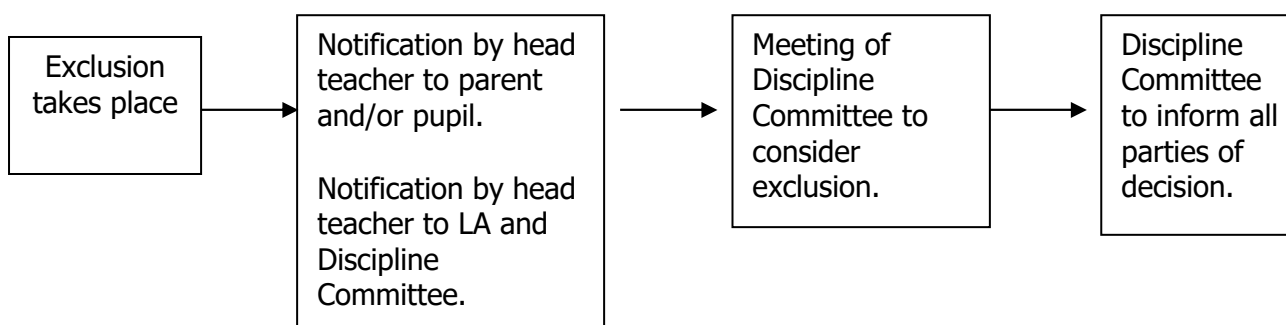 Exclusion
takes place
Notification by head
teacher to parent
and/or pupil.
Notification by head
teacher to LA and
Discipline
Committee.
Meeting of
Discipline
Committee to
consider
exclusion.
Discipline
Committee
to inform all
parties of
decision.